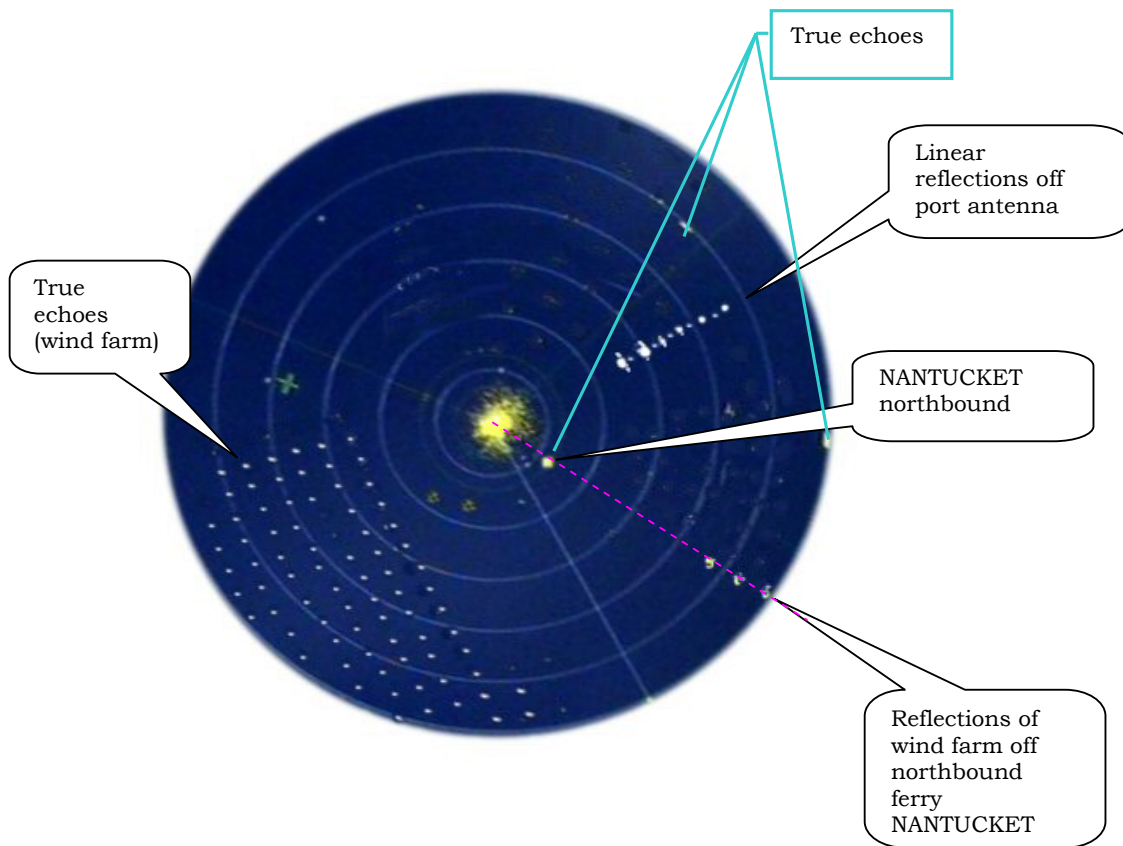 True echoes
Linear
reflections off
port antenna
True
echoes
(wind farm)
NANTUCKET
northbound
Reflections of
wind farm off
northbound
ferry
NANTUCKET